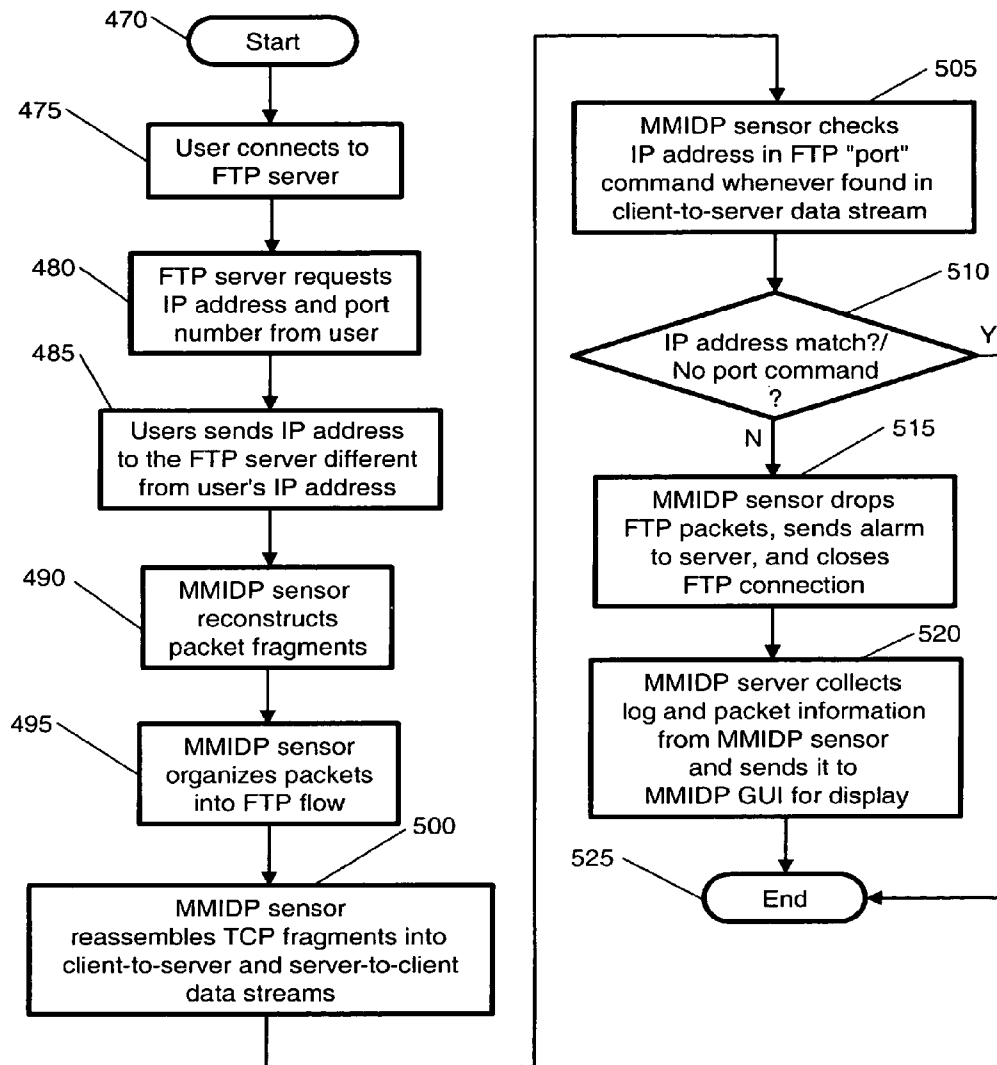 470
Start
475
User connects to
FTP server
480
FTP server requests
IP address and port
number from user
485
Users sends IP address
to the FTP server different
from user's IP address
490
MMIDP sensor
reconstructs
packet fragments
495
MMIDP sensor
organizes packets
into FTP flow
500
MMIDP sensor
reassembles TCP fragments into
client-to-server and server-to-client
data streams
505
MMIDP sensor checks
IP address in FTP "port"
command whenever found in
client-to-server data stream
510
IP address match?/
No port command
?
Y
N
515
MMIDP sensor drops
FTP packets, sends alarm
to server, and closes
FTP connection
520
MMIDP server collects
log and packet information
from MMIDP sensor
and sends it to
MMIDP GUI for display
525
End